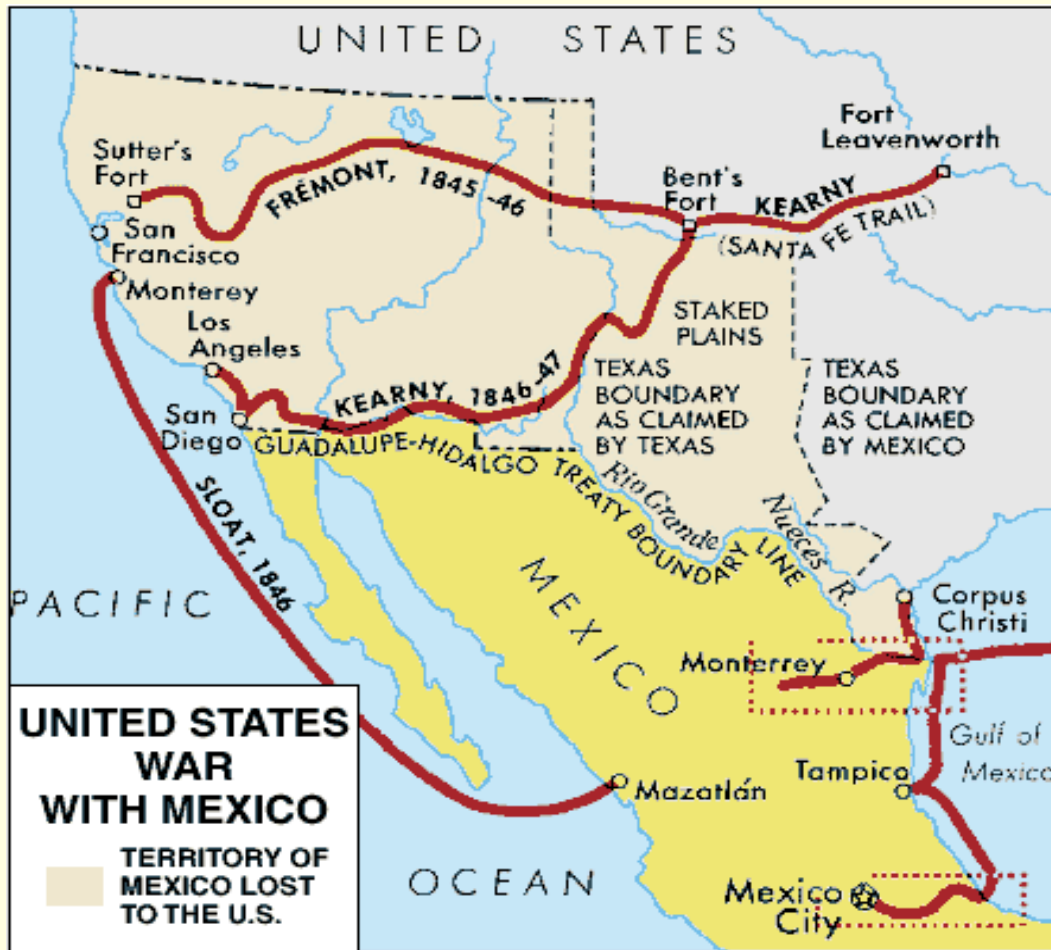 UNITED STATES
Fort
Leavenworth
Sutter's
Fort
FRÉMONT, 1845-46
Bent's
Fort
KEARNY
(SANTA FE TRAIL)
San
Francisco
Monterey
Los
Angeles
STAKED
PLAINS
KEARNY, 1846-47
TEXAS
BOUNDARY
AS CLAIMED
BY TEXAS
TEXAS
BOUNDARY
AS CLAIMED
BY MEXICO
San
Diego
GUADALUPE-HIDALGO TREATY BOUNDARY LINE
Rio Grande
Nueces R.
SLOAT, 1846
MEXICO
PACIFIC
Corpus
Christi
Monterrey
UNITED STATES
WAR
WITH MEXICO
TERRITORY OF
MEXICO LOST
TO THE U.S.
Gulf of
Mexico
Tampico
Mazatlán
OCEAN
Mexico
City